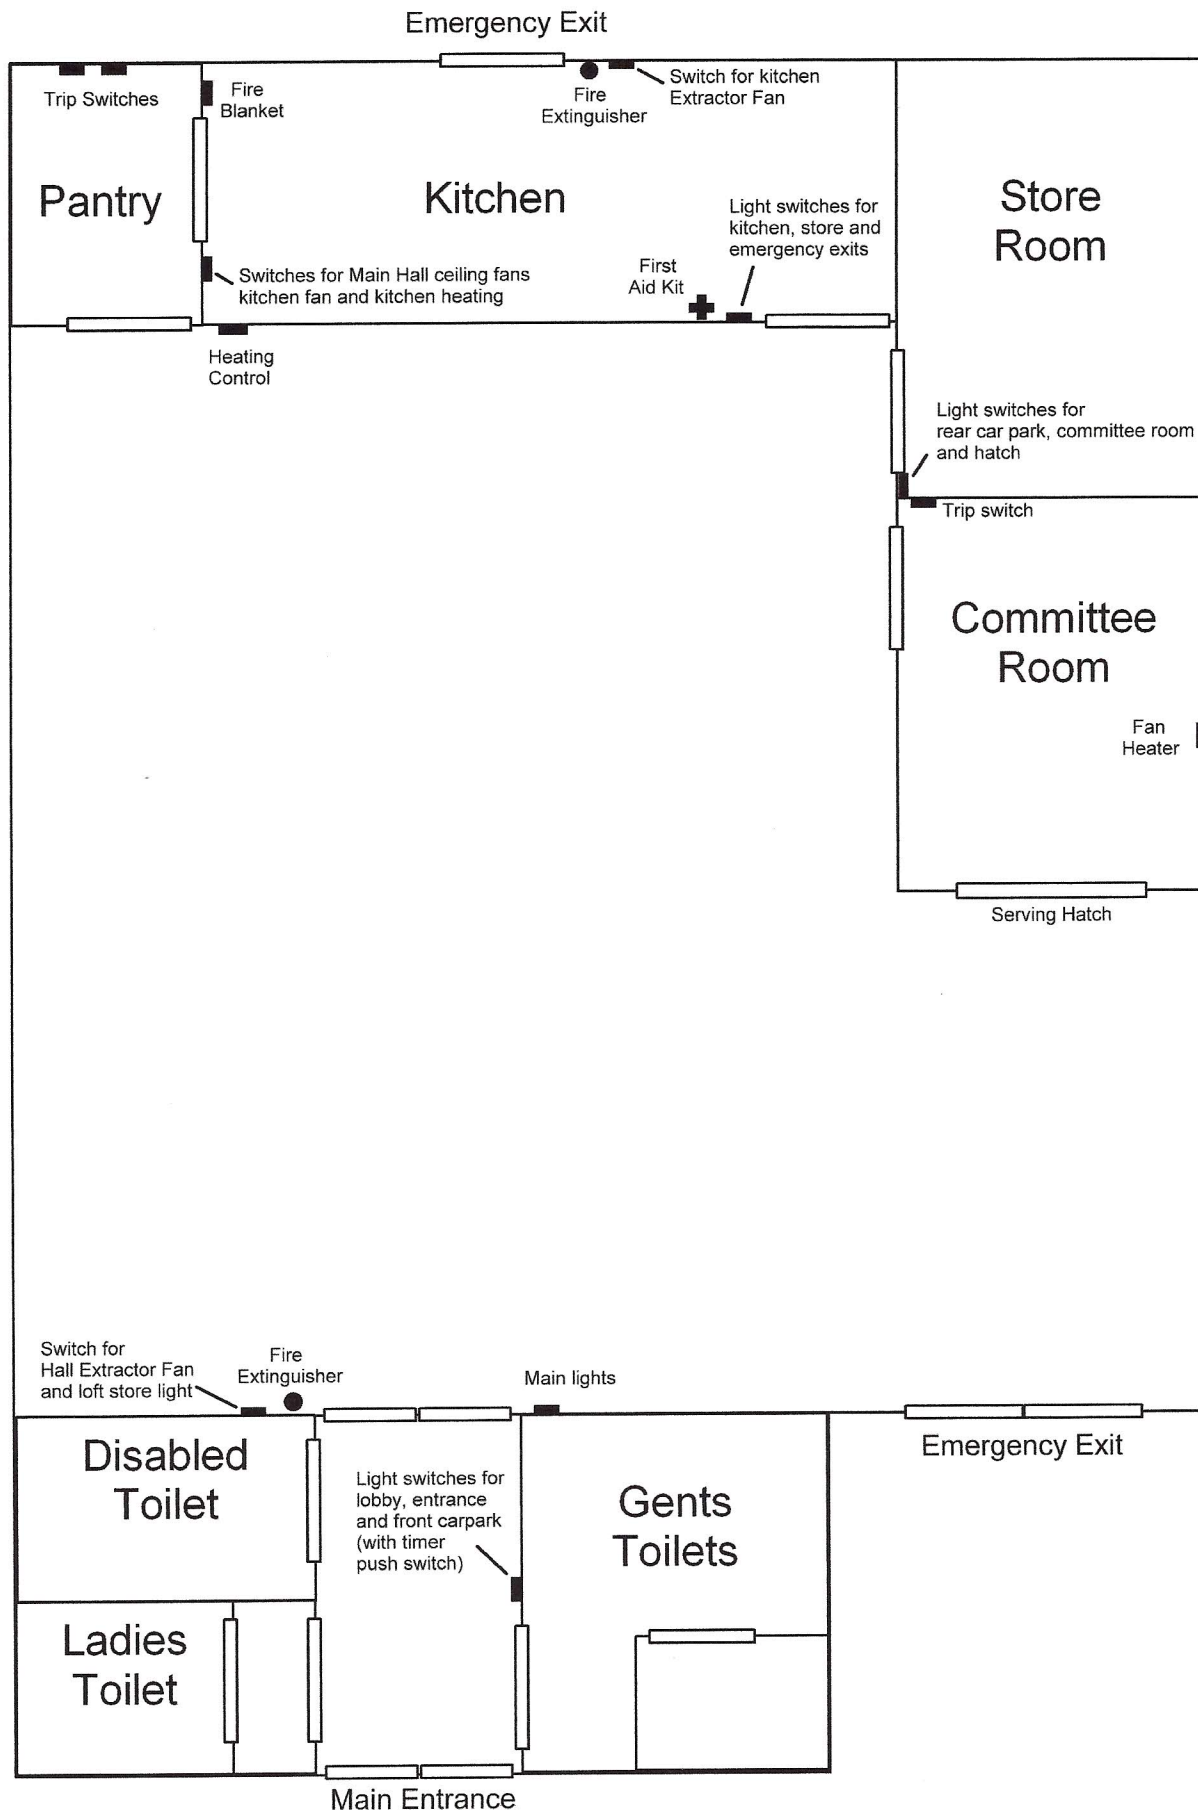 Emergency Exit
Trip Switches
Fire
Blanket
Fire
Extinguisher
Switch for kitchen
Extractor Fan
Pantry
Kitchen
Store
Room
Light switches for
kitchen, store and
emergency exits
First
Aid Kit
Switches for Main Hall ceiling fans
kitchen fan and kitchen heating
Heating
Control
Light switches for
rear car park, committee room
and hatch
Trip switch
Committee
Room
Fan
Heater
Serving Hatch
Switch for
Hall Extractor Fan
and loft store light
Fire
Extinguisher
Main lights
Emergency Exit
Disabled
Toilet
Light switches for
lobby, entrance
and front carpark
(with timer
push switch)
Gents
Toilets
Ladies
Toilet
Main Entrance